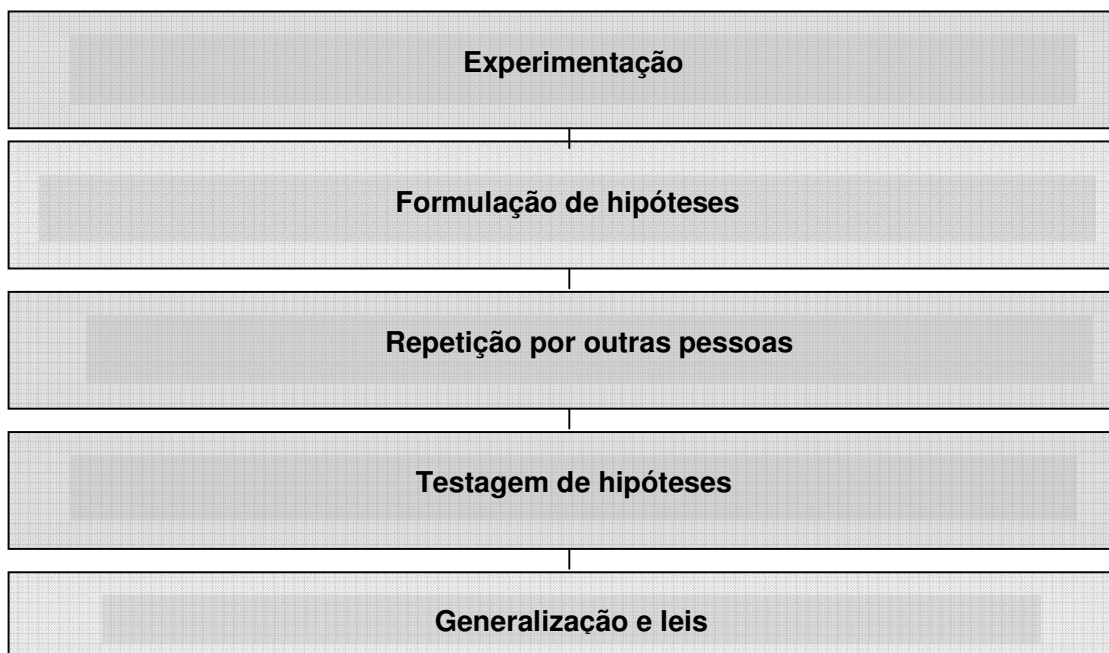 Experimentação
Formulação de hipóteses
Repetição por outras pessoas
Testagem de hipóteses
Generalização e leis